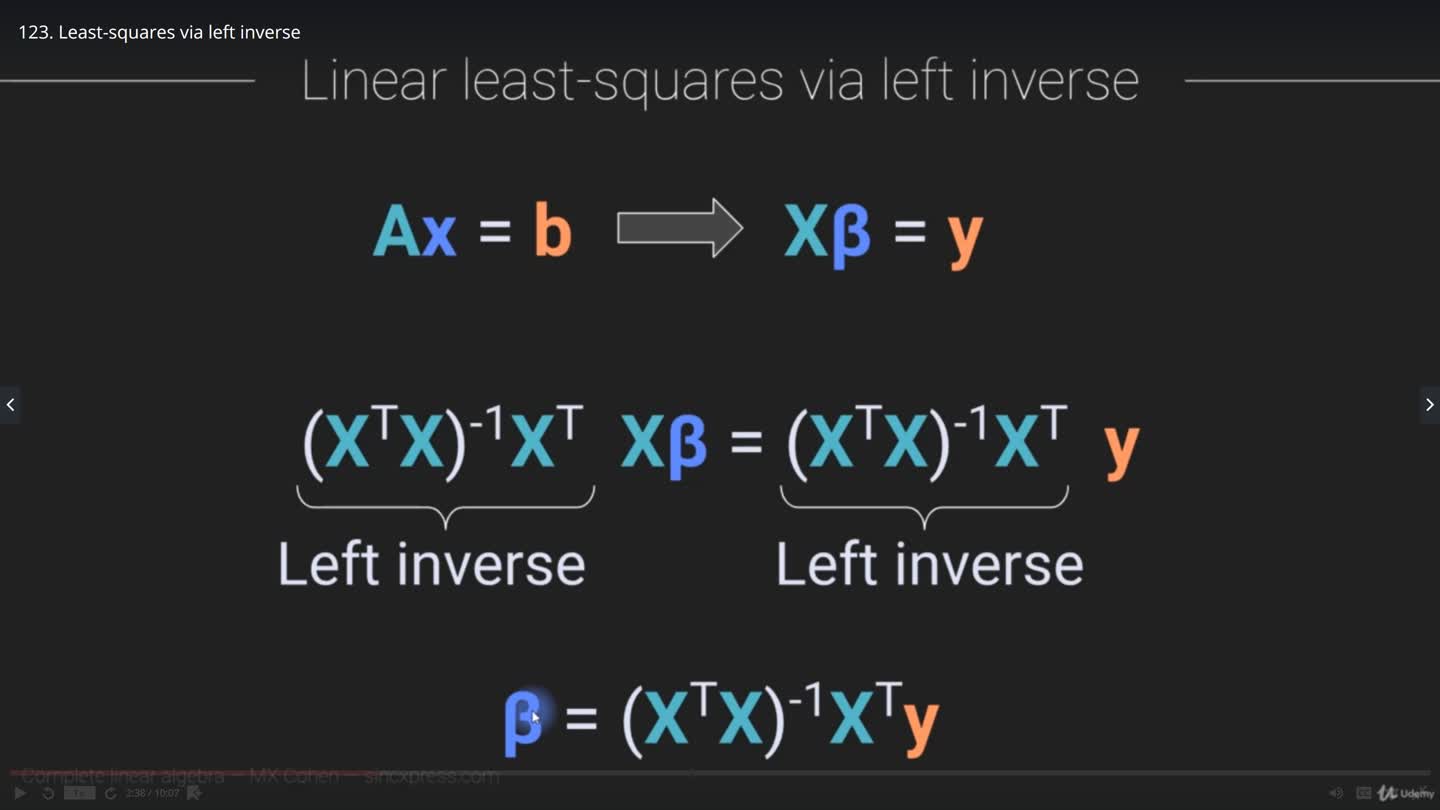 123. Least-squares via left inverse
Linear least-squares via left inverse
Ax = b Xβ = y
(XᵀX)⁻¹Xᵀ Xβ = (XᵀX)⁻¹Xᵀ y
Left inverse Left inverse
β = (XᵀX)⁻¹Xᵀy
Complete linear algebra – MX Cohen – sincxpress.com
2:38 / 10:07 Udemy